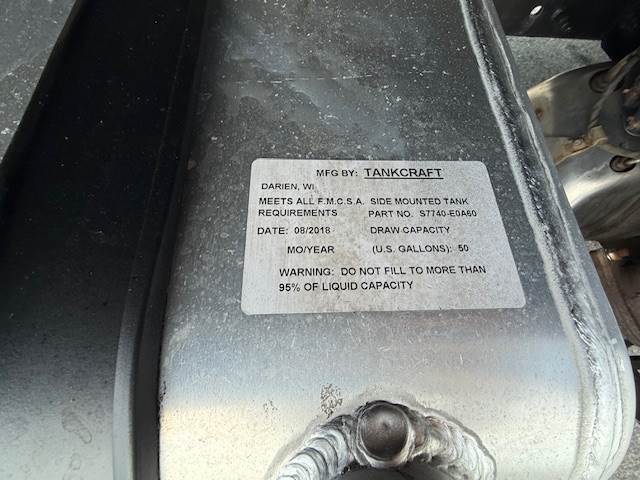 MFG BY: TANKCRAFT
DARIEN, WI
MEETS ALL F.M.C.S.A. SIDE MOUNTED TANK
REQUIREMENTS PART NO. S7740-E0A60
DATE: 08/2018 DRAW CAPACITY
MO/YEAR (U.S. GALLONS): 50
WARNING: DO NOT FILL TO MORE THAN
95% OF LIQUID CAPACITY